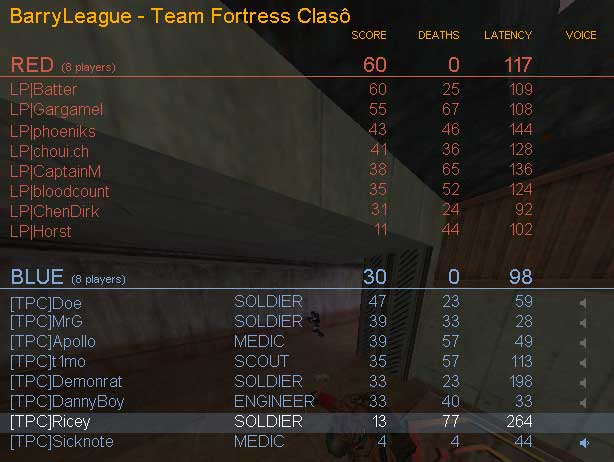 BarryLeague - Team Fortress Clasô
SCORE DEATHS LATENCY VOICE
RED (8 players) 60 0 117
LP|Batter 60 25 109
LP|Gargamel 55 67 108
LP|phoeniks 43 46 144
LP|choui.ch 41 36 128
LP|CaptainM 38 65 136
LP|bloodcount 35 52 124
LP|ChenDirk 31 24 92
LP|Horst 11 44 102
BLUE (8 players) 30 0 98
[TPC]Doe SOLDIER 47 23 59
[TPC]MrG SOLDIER 39 33 28
[TPC]Apollo MEDIC 39 57 49
[TPC]t1mo SCOUT 35 57 113
[TPC]Demonrat SOLDIER 33 23 198
[TPC]DannyBoy ENGINEER 33 40 33
[TPC]Ricey SOLDIER 13 77 264
[TPC]Sicknote MEDIC 4 4 44